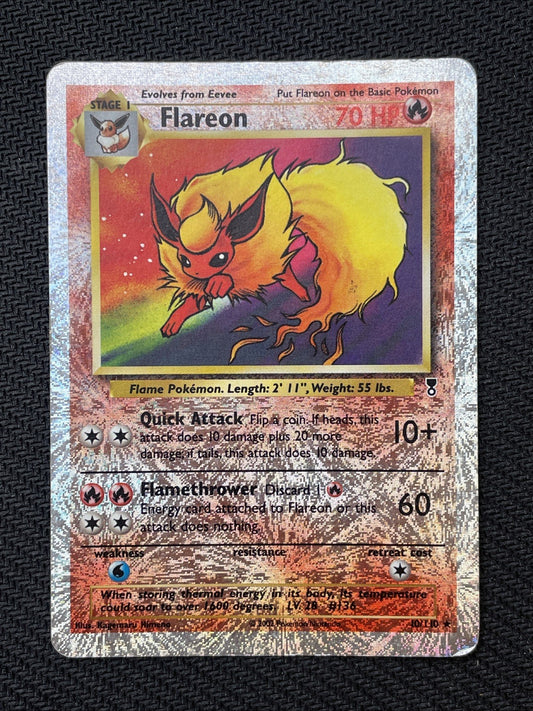 Evolves from Eevee Put Flareon on the Basic Pokémon
STAGE 1 Flareon 70 HP
Flame Pokémon. Length: 2' 11", Weight: 55 lbs.
Quick Attack Flip a coin. If heads, this
attack does 10 damage plus 20 more
damage; if tails, this attack does 10 damage.
10+
Flamethrower Discard 1
Energy card attached to Flareon or this
attack does nothing.
60
weakness resistance retreat cost
When storing thermal energy in its body, its temperature
could soar to over 1600 degrees. LV. 28 #136
Illus. Kagemaru Himeno © 2002 Pokémon/Nintendo 10/110